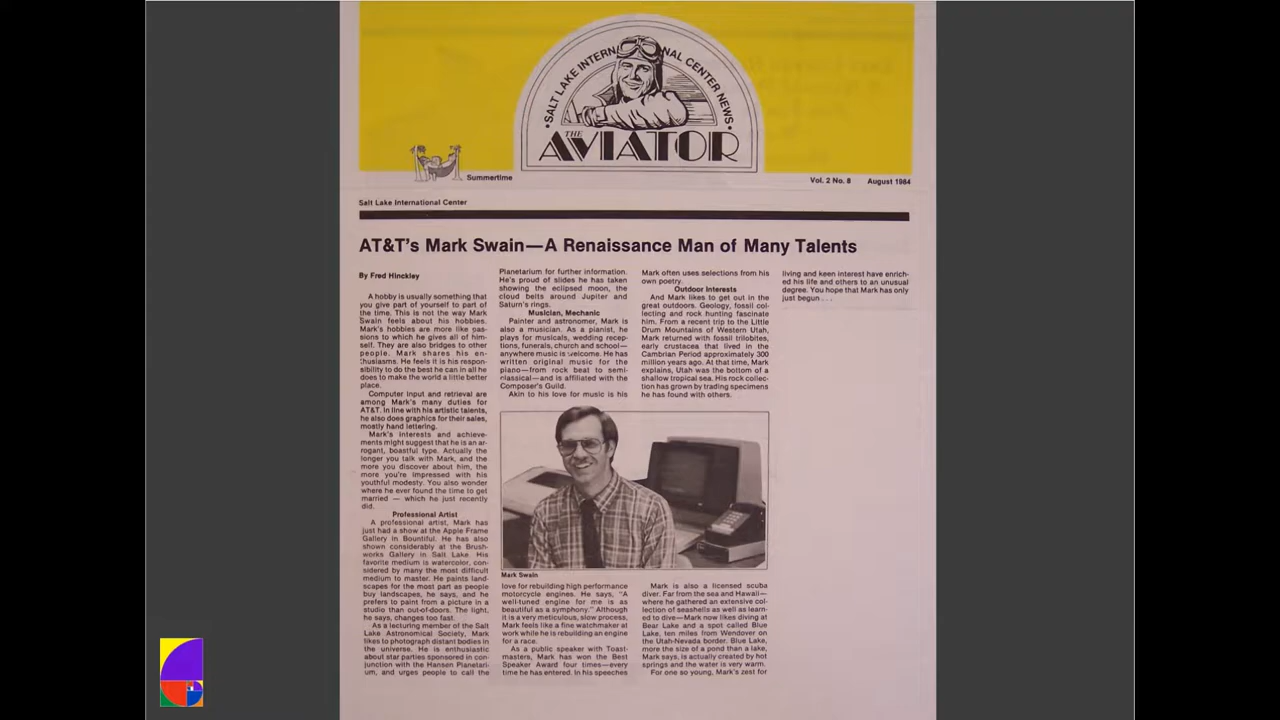 •SALT LAKE INTERNATIONAL CENTER NEWS•
THE
AVIATOR
Summertime
Vol. 2 No. 8 August 1984
Salt Lake International Center
AT&T's Mark Swain—A Renaissance Man of Many Talents
By Fred Hinckley
A hobby is usually something that
you give part of yourself to part of
the time. This is not the way Mark
Swain feels about his hobbies.
Mark's hobbies are more like pas-
sions to which he gives all of him-
self. They are also bridges to other
people. Mark shares his en-
thusiasms. He feels it is his respon-
sibility to do the best he can in all he
does to make the world a little better
place.
Computer input and retrieval are
among Mark's many duties for
AT&T. In line with his artistic talents,
he also does graphics for their sales,
mostly hand lettering.
Mark's interests and achieve-
ments might suggest that he is an ar-
rogant, boastful type. Actually the
longer you talk with Mark, and the
more you discover about him, the
more you're impressed with his
youthful modesty. You also wonder
where he ever found the time to get
married — which he just recently
did.
Professional Artist
A professional artist, Mark has
just had a show at the Apple Frame
Gallery in Bountiful. He has also
shown considerably at the Brush-
works Gallery in Salt Lake. His
favorite medium is watercolor, con-
sidered by many the most difficult
medium to master. He paints land-
scapes for the most part as people
buy landscapes, he says, and he
prefers to paint from a picture in a
studio than out-of-doors. The light,
he says, changes too fast.
As a lecturing member of the Salt
Lake Astronomical Society, Mark
likes to photograph distant bodies in
the universe. He is enthusiastic
about star parties sponsored in con-
junction with the Hansen Planetari-
um, and urges people to call the
Planetarium for further information.
He's proud of slides he has taken
showing the eclipsed moon, the
cloud belts around Jupiter and
Saturn's rings.
Musician, Mechanic
Painter and astronomer, Mark is
also a musician. As a pianist, he
plays for musicals, wedding recep-
tions, funerals, church and school—
anywhere music is welcome. He has
written original music for the
piano—from rock beat to semi-
classical—and is affiliated with the
Composer's Guild.
Akin to his love for music is his
Mark Swain
love for rebuilding high performance
motorcycle engines. He says, "A
well-tuned engine for me is as
beautiful as a symphony." Although
it is a very meticulous, slow process,
Mark feels like a fine watchmaker at
work while he is rebuilding an engine
for a race.
As a public speaker with Toast-
masters, Mark has won the Best
Speaker Award four times—every
time he has entered. In his speeches
Mark often uses selections from his
own poetry.
Outdoor Interests
And Mark likes to get out in the
great outdoors. Geology, fossil col-
lecting and rock hunting fascinate
him. From a recent trip to the Little
Drum Mountains of Western Utah,
Mark returned with fossil trilobites,
early crustacea that lived in the
Cambrian Period approximately 300
million years ago. At that time, Mark
explains, Utah was the bottom of a
shallow tropical sea. His rock collec-
tion has grown by trading specimens
he has found with others.
Mark is also a licensed scuba
diver. Far from the sea and Hawaii—
where he gathered an extensive col-
lection of seashells as well as learn-
ed to dive—Mark now likes diving at
Bear Lake and a spot called Blue
Lake, ten miles from Wendover on
the Utah-Nevada border. Blue Lake,
more the size of a pond than a lake,
Mark says, is actually created by hot
springs and the water is very warm.
For one so young, Mark's zest for
living and keen interest have enrich-
ed his life and others to an unusual
degree. You hope that Mark has only
just begun . . .